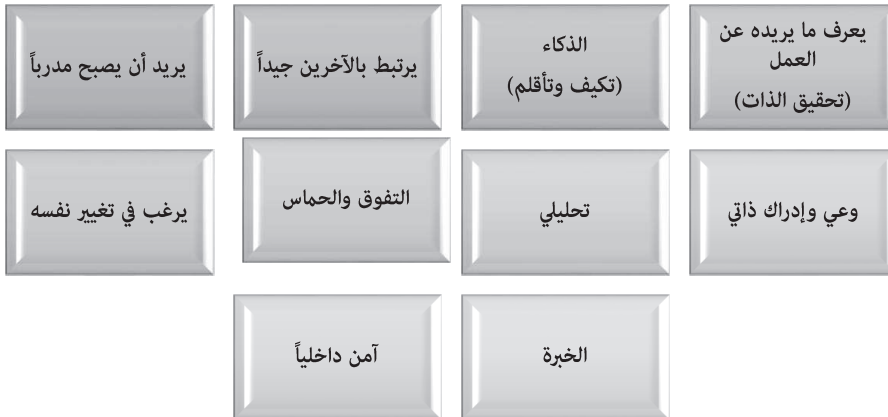 يعرف ما يريده عن
العمل
(تحقيق الذات)
الذكاء
(تكيف وتأقلم)
يرتبط بالآخرين جيداً
يريد أن يصبح مدرباً
وعي وإدراك ذاتي
تحليلي
التفوق والحماس
يرغب في تغيير نفسه
الخبرة
آمن داخلياً